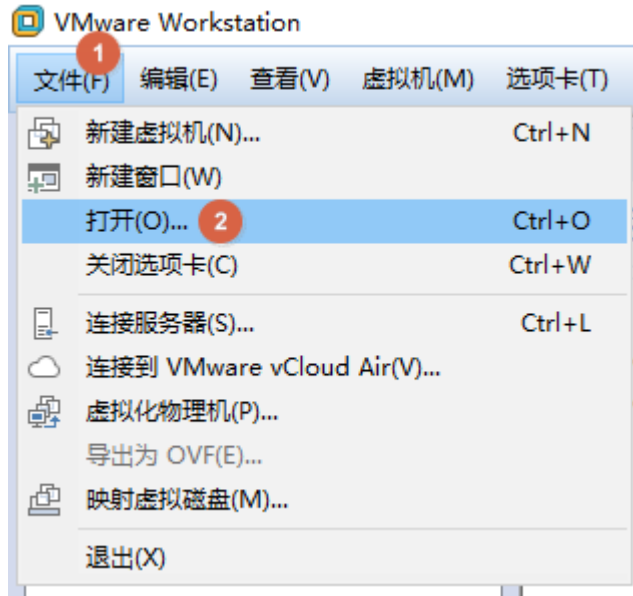 VMware Workstation
1
文件(F) 编辑(E) 查看(V) 虚拟机(M) 选项卡(T)
新建虚拟机(N)... Ctrl+N
新建窗口(W)
打开(O)... 2 Ctrl+O
关闭选项卡(C) Ctrl+W
连接服务器(S)... Ctrl+L
连接到 VMware vCloud Air(V)...
虚拟化物理机(P)...
导出为 OVF(E)...
映射虚拟磁盘(M)...
退出(X)